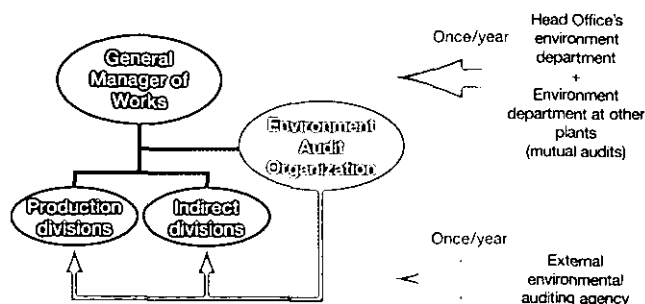 General
Manager of
Works
Environment
Audit
Organization
Production
divisions
Indirect
divisions
Once/year
Head Office's
environment
department
+
Environment
department at other
plants
(mutual audits)
Once/year
External
environmental
auditing agency